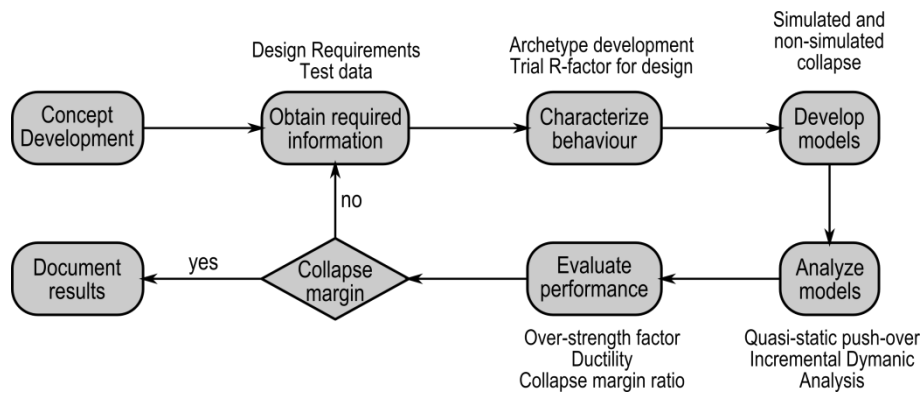 Simulated and
non-simulated
collapse
Design Requirements
Test data
Archetype development
Trial R-factor for design
Concept
Development
Obtain required
information
Characterize
behaviour
Develop
models
no
Document
results
yes
Collapse
margin
Evaluate
performance
Analyze
models
Over-strength factor
Ductility
Collapse margin ratio
Quasi-static push-over
Incremental Dymanic
Analysis